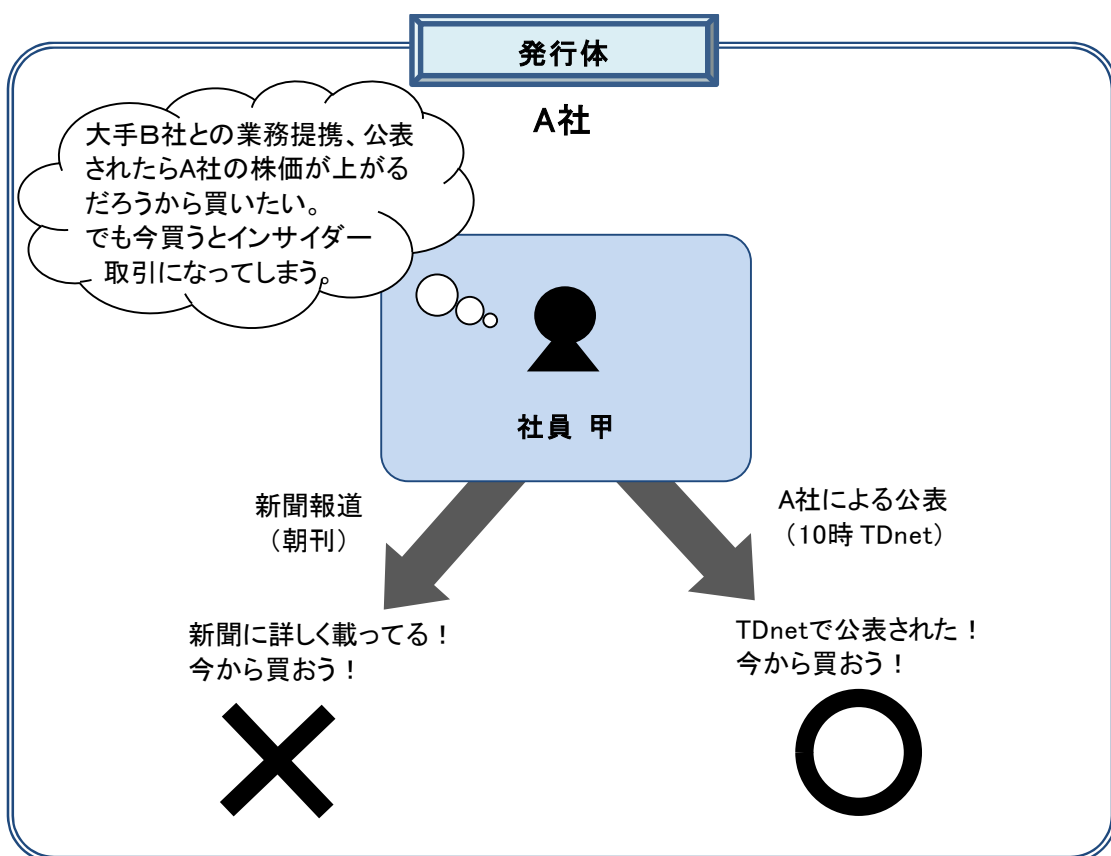 発行体
A社
大手B社との業務提携、公表
されたらA社の株価が上がる
だろうから買いたい。
でも今買うとインサイダー
取引になってしまう。
社員 甲
新聞報道
（朝刊）
A社による公表
（10時 TDnet）
新聞に詳しく載ってる！
今から買おう！
TDnetで公表された！
今から買おう！